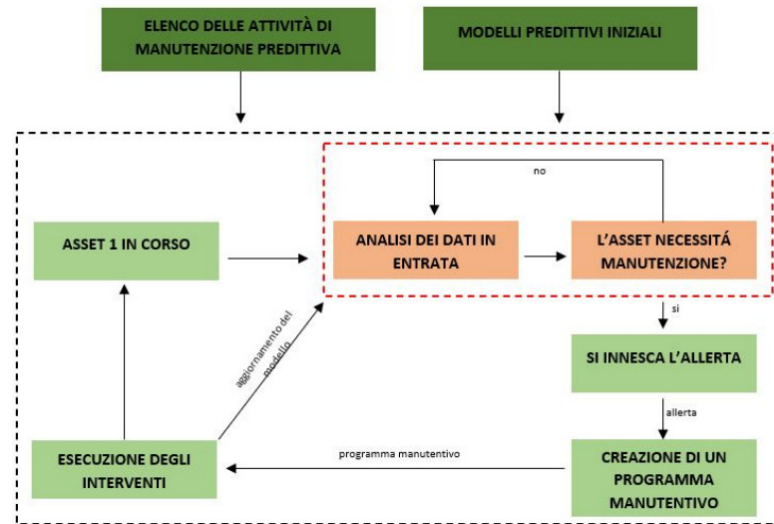 ELENCO DELLE ATTIVITÀ DI
MANUTENZIONE PREDITTIVA
MODELLI PREDITTIVI INIZIALI
no
ASSET 1 IN CORSO
ANALISI DEI DATI IN
ENTRATA
L’ASSET NECESSITÁ
MANUTENZIONE?
si
aggiornamento del
modello
SI INNESCA L’ALLERTA
allerta
ESECUZIONE DEGLI
INTERVENTI
programma manutentivo
CREAZIONE DI UN
PROGRAMMA
MANUTENTIVO